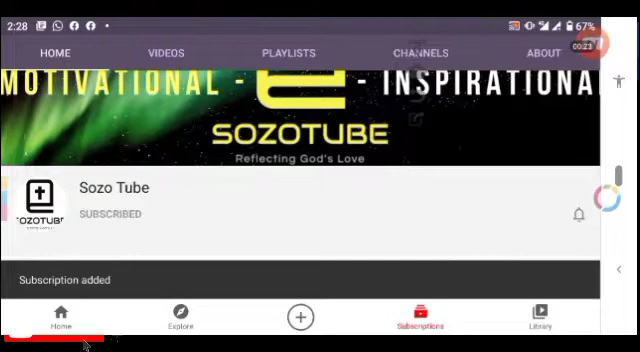 2:28 67%
00:23
HOME VIDEOS PLAYLISTS CHANNELS ABOUT
MOTIVATIONAL - - INSPIRATIONAL
SOZOTUBE
Reflecting God's Love
Sozo Tube
SUBSCRIBED
SOZOTUBE
Subscription added
Home Explore Subscriptions Library